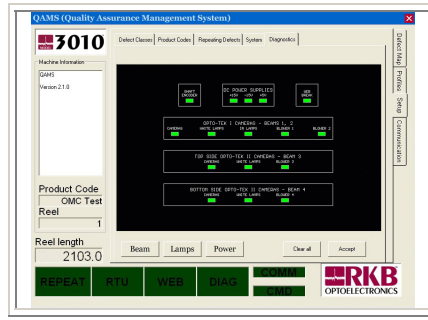 QAMS (Quality Assurance Management System)
3010
Defect Classes Product Codes Repeating Defects System Diagnostics
Machine Information
QAMS
Version 2.1.0
SHAFT ENCODER
DC POWER SUPPLIES
+15V -15V +5V
WEB BREAK
OPTO-TEK I CAMERAS - BEAMS 1, 2
CAMERAS WHITE LAMPS IR LAMPS BLOWER 1 BLOWER 2
TOP SIDE OPTO-TEK II CAMERAS - BEAM 3
CAMERAS WHITE LAMPS BLOWER 3
BOTTOM SIDE OPTO-TEK II CAMERAS - BEAM 4
CAMERAS WHITE LAMPS BLOWER 4
Defect Map
Profiles
Setup
Communication
Product Code
OMC Test
Reel
1
Reel length
2103.0
Beam Lamps Power Clear all Accept
REPEAT RTU WEB DIAG COMM
CMD
RKB
OPTOELECTRONICS